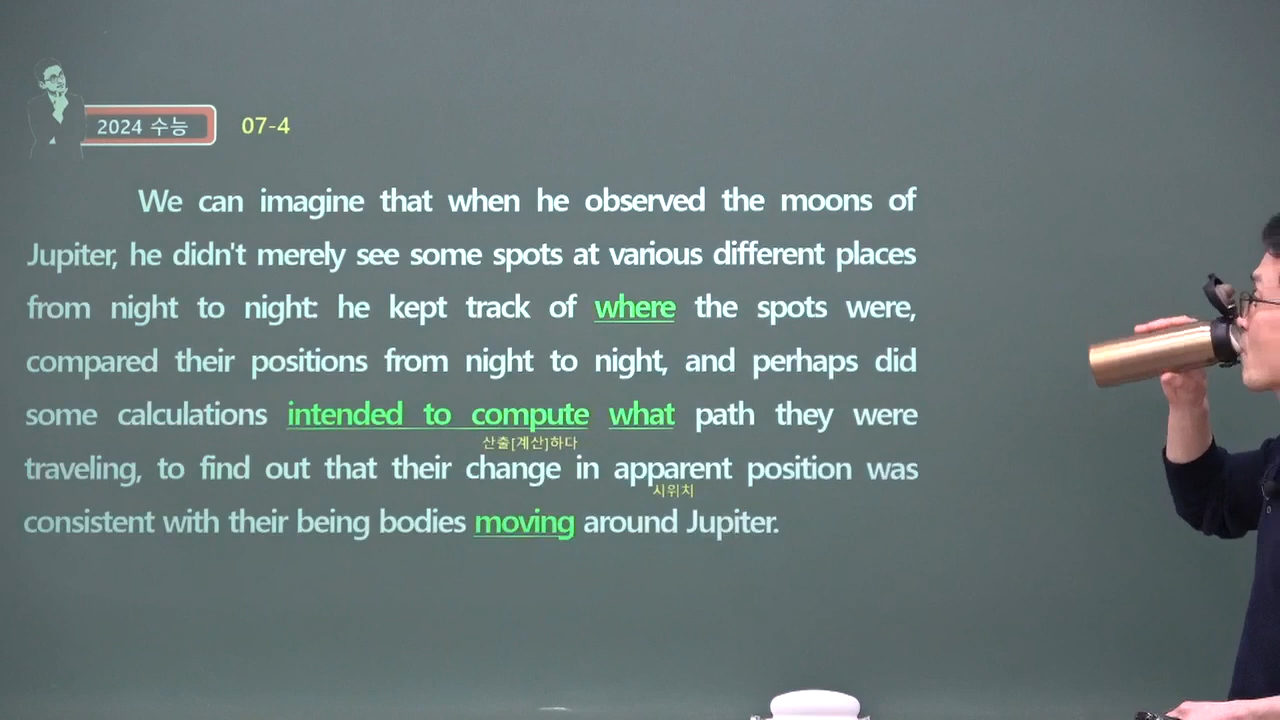 2024 수능
07-4
We can imagine that when he observed the moons of
Jupiter, he didn't merely see some spots at various different places
from night to night: he kept track of where the spots were,
compared their positions from night to night, and perhaps did
some calculations intended to compute what path they were
산출[계산]하다
traveling, to find out that their change in apparent position was
시위치
consistent with their being bodies moving around Jupiter.